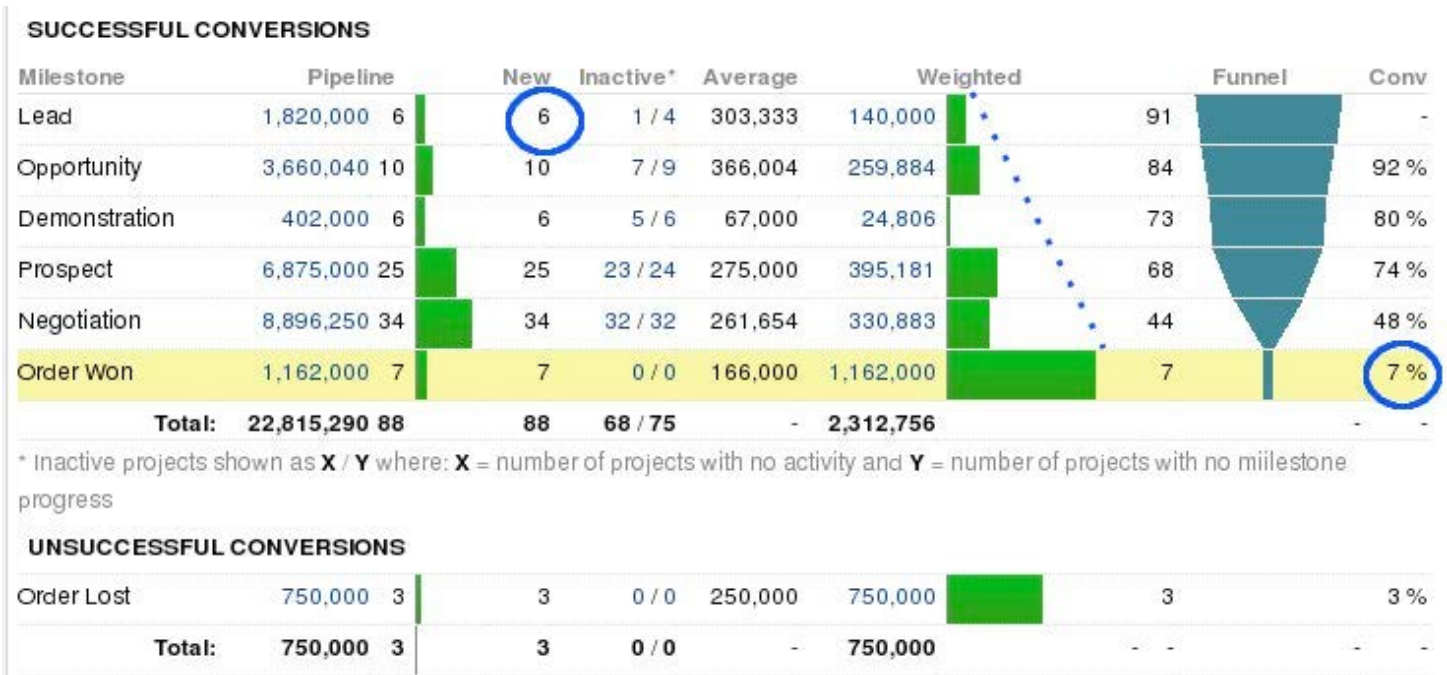 SUCCESSFUL CONVERSIONS
Milestone Pipeline New Inactive* Average Weighted Funnel Conv
Lead 1,820,000 6 6 1 / 4 303,333 140,000 91 -
Opportunity 3,660,040 10 10 7 / 9 366,004 259,884 84 92 %
Demonstration 402,000 6 6 5 / 6 67,000 24,806 73 80 %
Prospect 6,875,000 25 25 23 / 24 275,000 395,181 68 74 %
Negotiation 8,896,250 34 34 32 / 32 261,654 330,883 44 48 %
Order Won 1,162,000 7 7 0 / 0 166,000 1,162,000 7 7 %
Total: 22,815,290 88 88 68 / 75 - 2,312,756 - -
* Inactive projects shown as X / Y where: X = number of projects with no activity and Y = number of projects with no miilestone
progress
UNSUCCESSFUL CONVERSIONS
Order Lost 750,000 3 3 0 / 0 250,000 750,000 3 3 %
Total: 750,000 3 3 0 / 0 - 750,000 - - - -